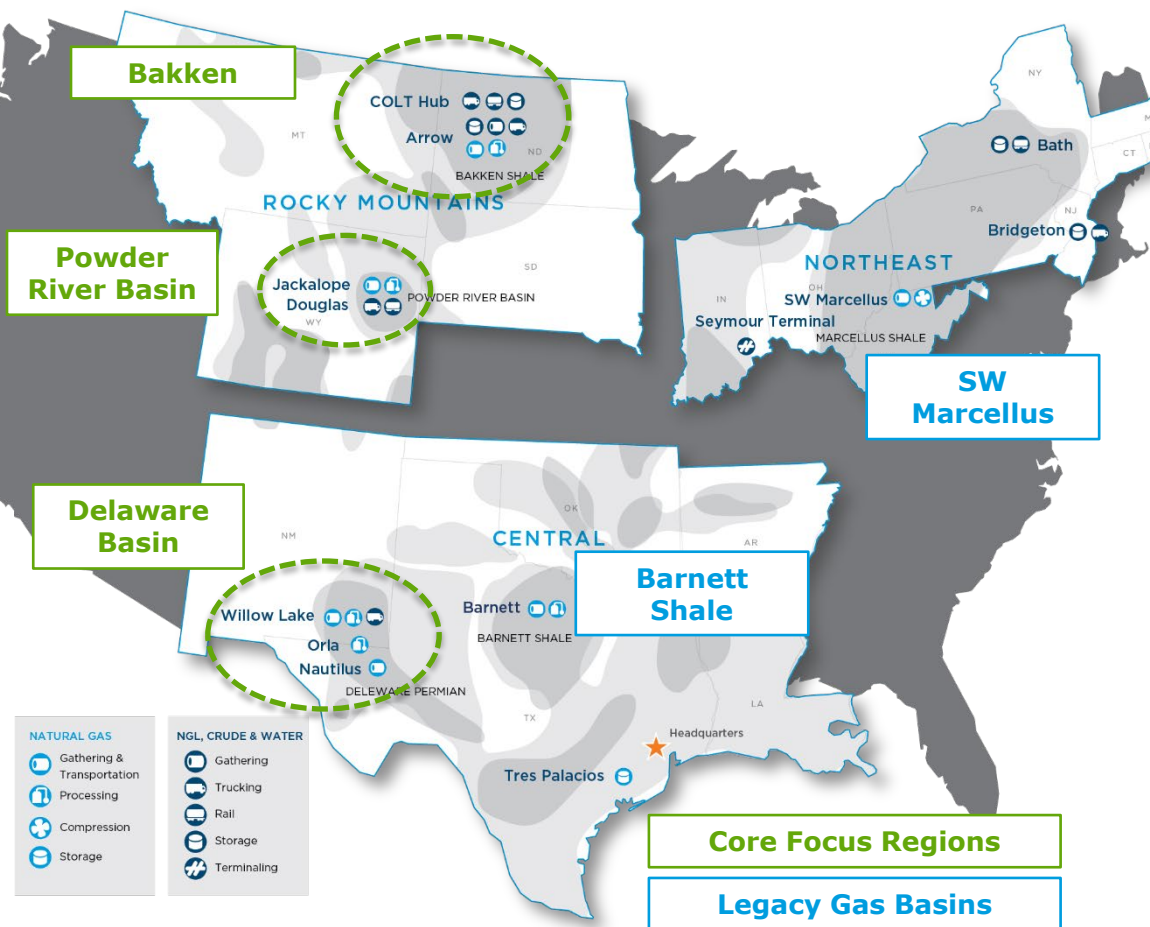 Bakken
COLT Hub
Arrow
MT
ND
BAKKEN SHALE
ROCKY MOUNTAINS
Powder
River Basin
Jackalope
Douglas
POWDER RIVER BASIN
SD
WY
NY
Bath
CT
PA
NJ
Bridgeton
NORTHEAST
IN
OH
SW Marcellus
Seymour Terminal
MARCELLUS SHALE
SW
Marcellus
Delaware
Basin
NM
OK
CENTRAL
AR
Barnett
Shale
Willow Lake
Barnett
BARNETT SHALE
Orla
Nautilus
DELEWARE PERMIAN
TX
LA
Headquarters
Tres Palacios
NATURAL GAS
Gathering &
Transportation
Processing
Compression
Storage
NGL, CRUDE & WATER
Gathering
Trucking
Rail
Storage
Terminaling
Core Focus Regions
Legacy Gas Basins